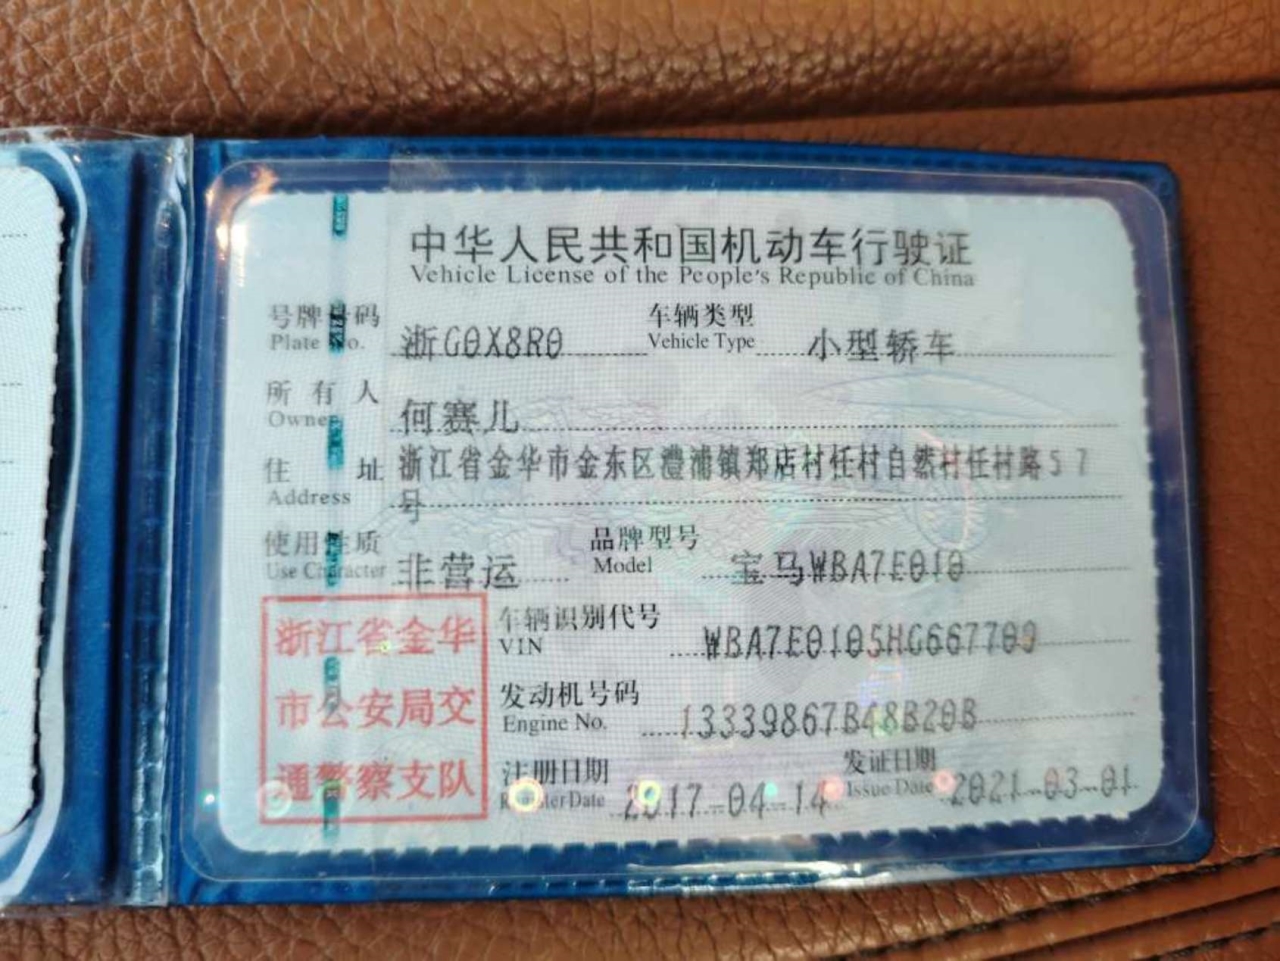 中华人民共和国机动车行驶证
Vehicle License of the People's Republic of China
号牌 码 浙G0X8R0 车辆类型 小型轿车
Plate No. Vehicle Type
所有人 何赛儿
Owner
住址 浙江省金华市金东区澧浦镇郑店村任村自然村任村路57
Address 号
使用性质 非营运 品牌型号 宝马WBA7E010
Use Character Model
浙江省金华
市公安局交
通警察支队
车辆识别代号 WBA7E0105HG667709
VIN
发动机号码 13339867B48B20B
Engine No.
注册日期 2017-04-14 发证日期 2021-03-01
Register Date Issue Date